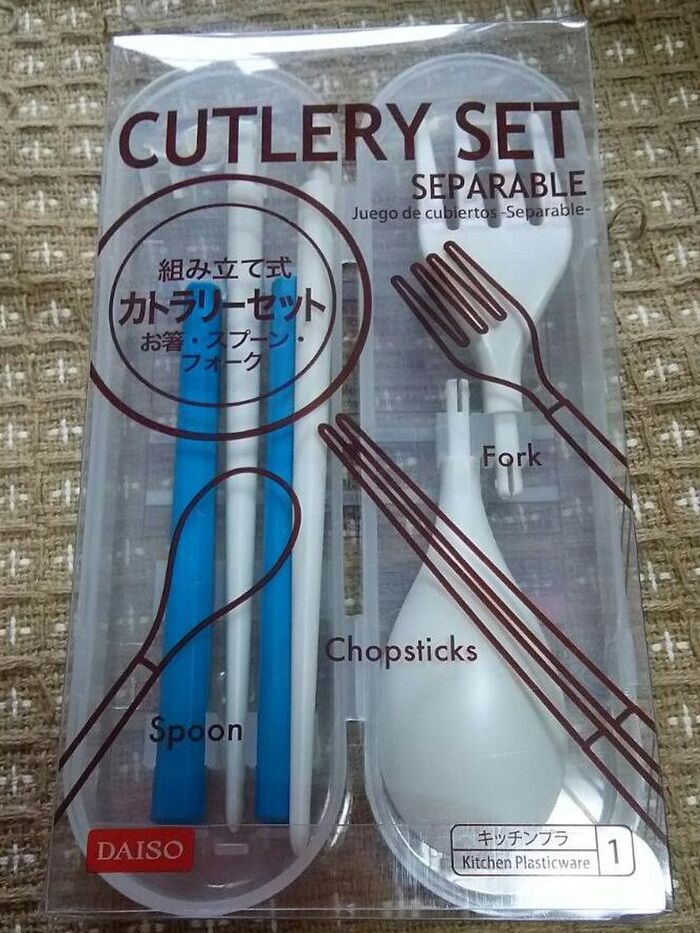 CUTLERY SET
SEPARABLE
Juego de cubiertos -Separable-
組み立て式
カトラリーセット
お箸・スプーン・
フォーク
Fork
Chopsticks
Spoon
DAISO
キッチンプラ
Kitchen Plasticware
1